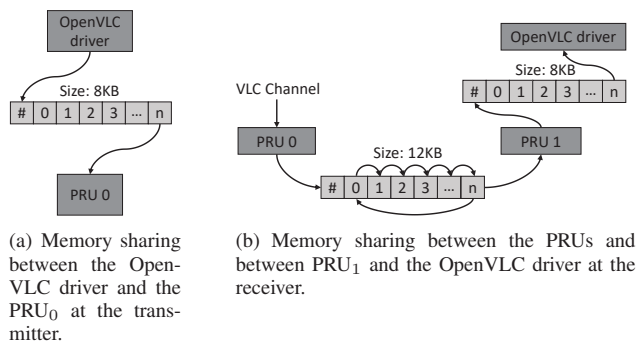 OpenVLC
driver
Size: 8KB
# 0 1 2 3 ... n
PRU 0
VLC Channel
PRU 0
Size: 12KB
# 0 1 2 3 ... n
PRU 1
Size: 8KB
# 0 1 2 3 ... n
OpenVLC driver
(a) Memory sharing
between the Open-
VLC driver and the
PRU0 at the trans-
mitter.
(b) Memory sharing between the PRUs and
between PRU1 and the OpenVLC driver at the
receiver.